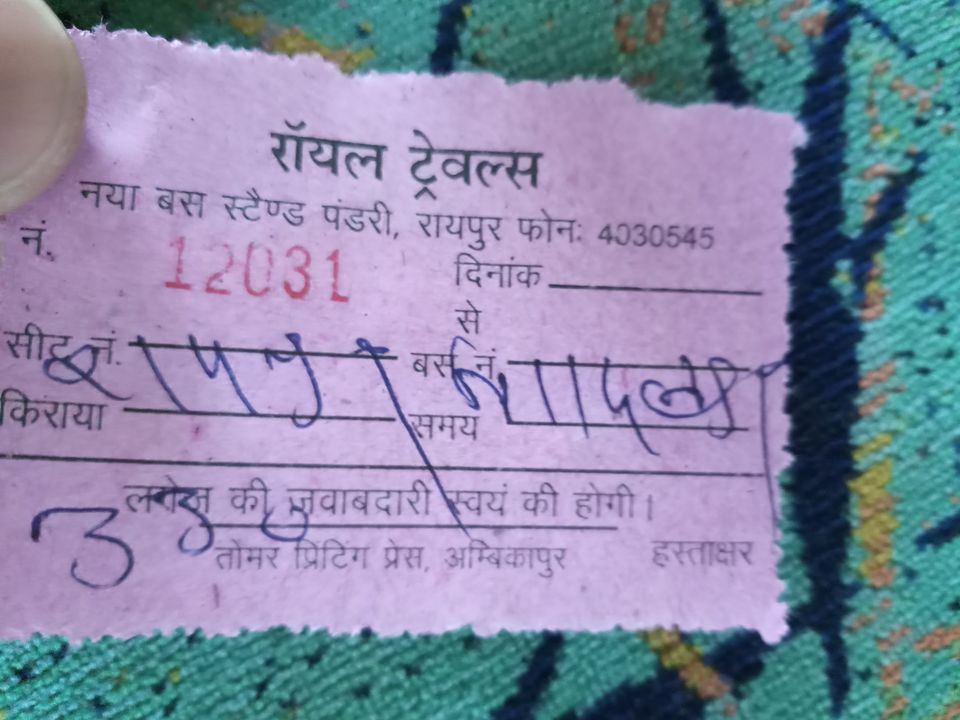 रॉयल ट्रेवल्स
नया बस स्टैण्ड पंडरी, रायपुर फोनः 4030545
नं. 12031 दिनांक
से
सीट नं. बस नं.
किराया समय
लगेज की जवाबदारी स्वयं की होगी।
तोमर प्रिटिंग प्रेस, अम्बिकापुर हस्ताक्षर